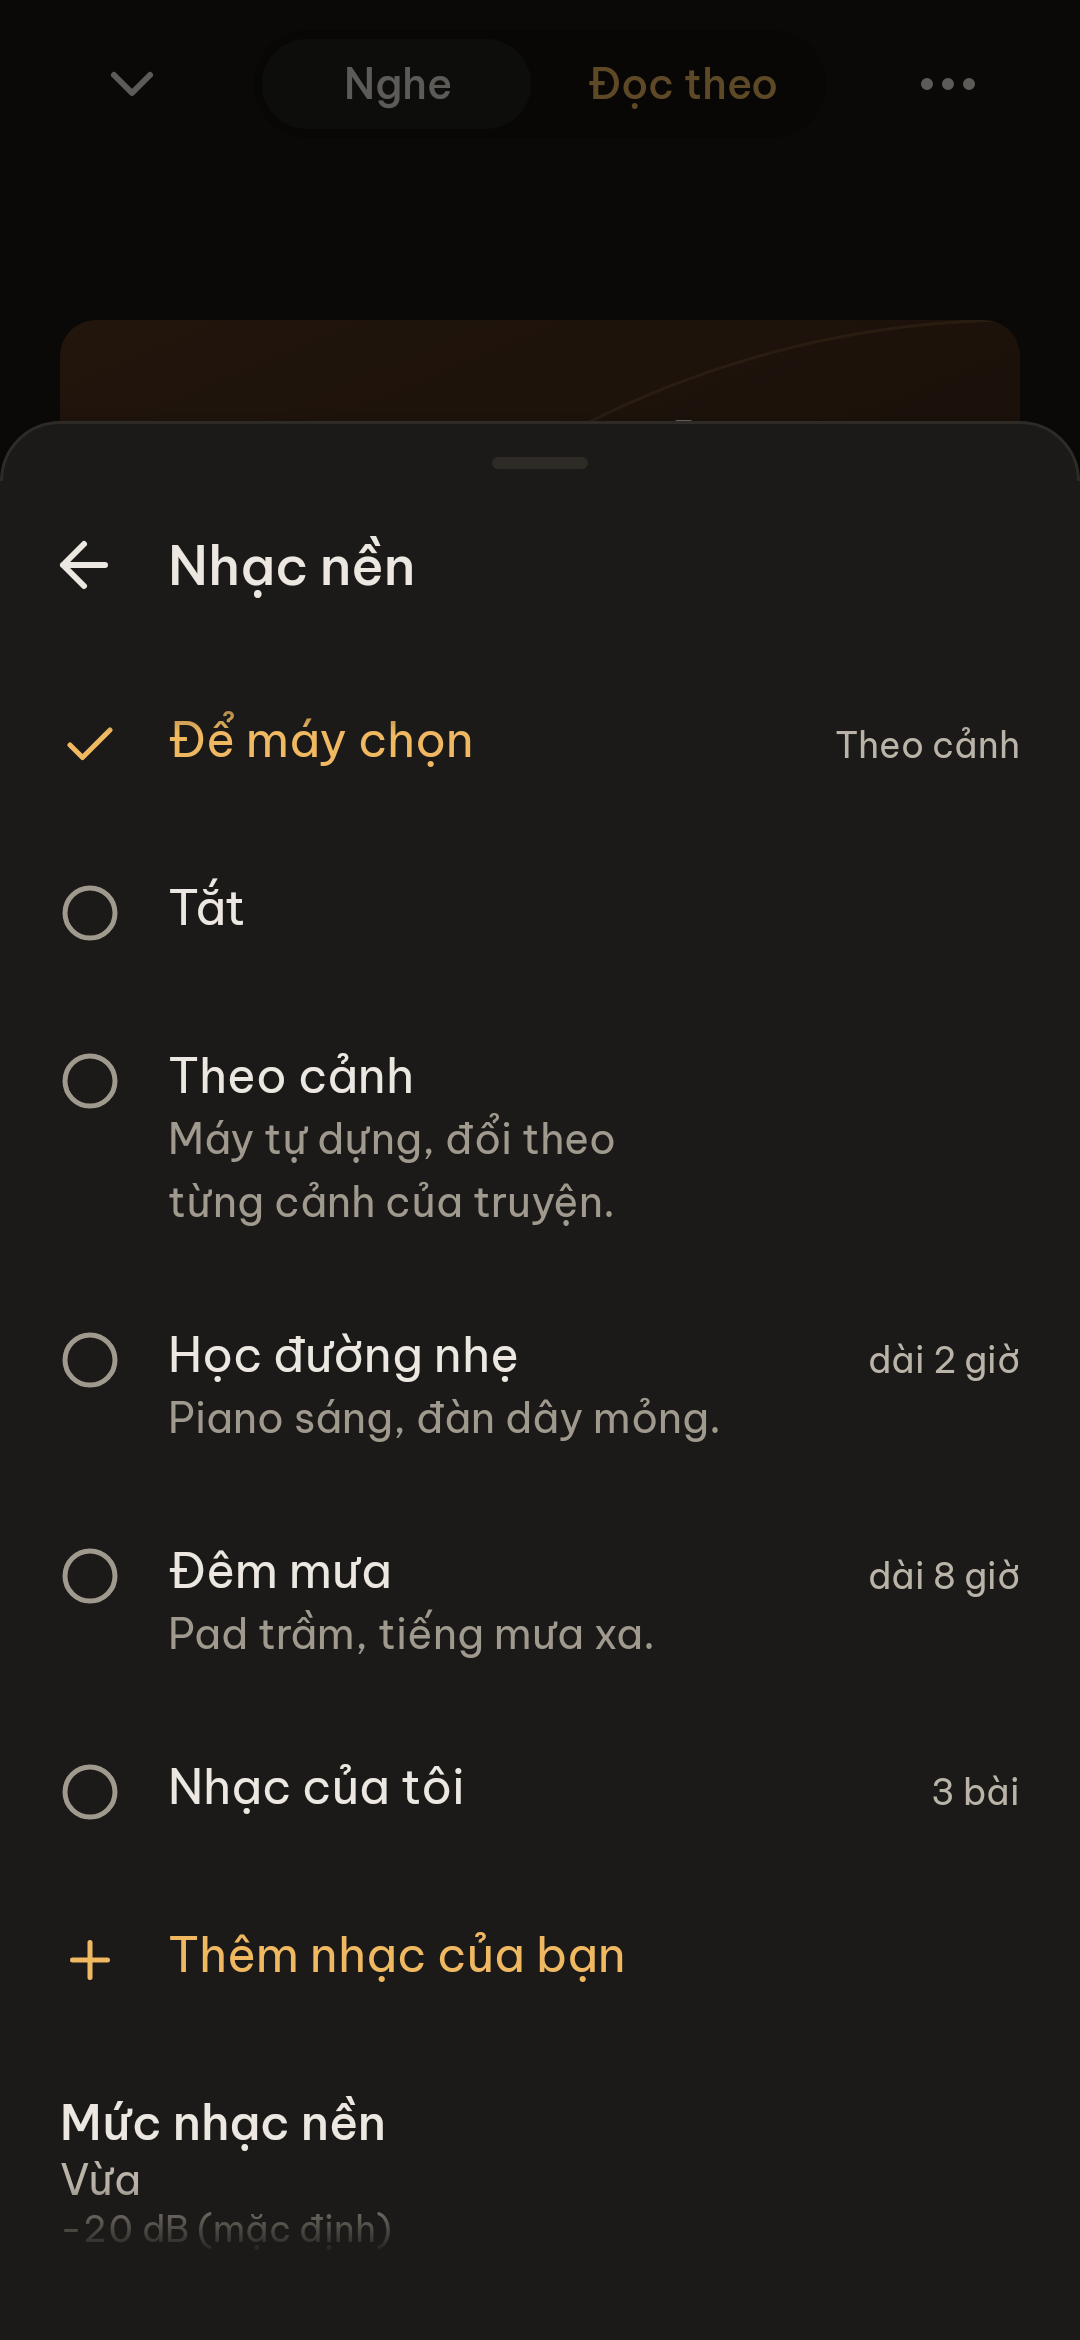 Nghe
Đọc theo
Nhạc nền
Để máy chọn
Theo cảnh
Tắt
Theo cảnh
Máy tự dựng, đổi theo
từng cảnh của truyện.
Học đường nhẹ
dài 2 giờ
Piano sáng, đàn dây mỏng.
Đêm mưa
dài 8 giờ
Pad trầm, tiếng mưa xa.
Nhạc của tôi
3 bài
Thêm nhạc của bạn
Mức nhạc nền
Vừa
−20 dB (mặc định)